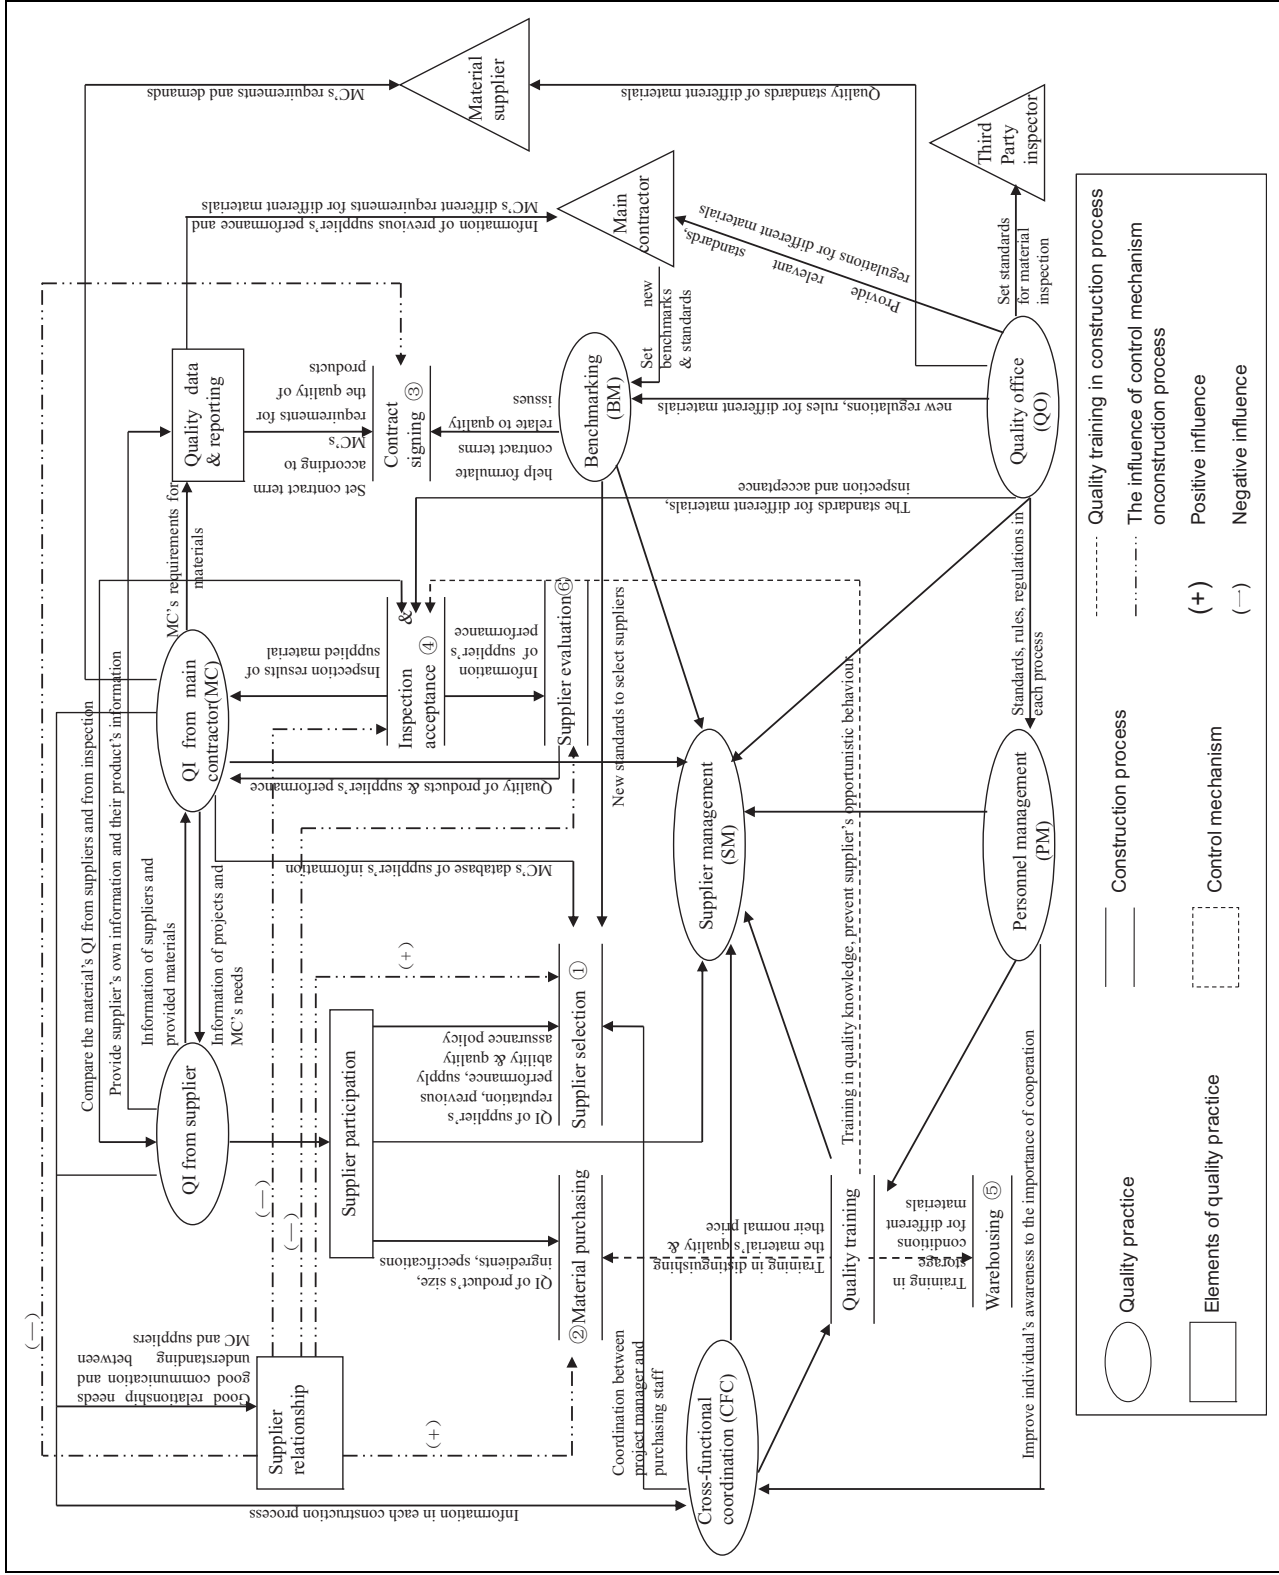 Material
supplier
MC's requirements and demands
Quality standards of different materials
Third
Party
inspector
Main
contractor
Information of previous supplier's performance and
MC's different requirements for different materials
Provide relevant standards,
regulations for different materials
Set standards
for material
inspection
Set new
benchmarks
& standards
Quality data
& reporting
Set contract term
according to
MC's
requirements for
the quality of
products
Contract
signing ③
help formulate
contract terms
relate to quality
issues
Benchmarking
(BM)
new regulations, rules for different materials
Quality office
(QO)
The standards for different materials,
inspection and acceptance
MC's requirements for
materials
QI from main
contractor(MC)
Inspection results of
supplied material
Inspection &
acceptance ④
Information
of supplier's
performance
Supplier evaluation⑥
Quality of products & supplier's performance
New standards to select suppliers
Standards, rules, regulations in
each process
Compare the material's QI from suppliers and from inspection
Provide supplier's own information and their product's information
Information of suppliers and
provided materials
Information of projects and
MC's needs
MC's database of supplier's information
Supplier management
(SM)
Training in quality knowledge, prevent supplier's opportunistic behaviour
Personnel management
(PM)
QI from supplier
Supplier participation
(+)
QI of supplier's
reputation, previous
performance, supply
ability & quality
assurance policy
Supplier selection ①
(—)
(—)
QI of product's size,
ingredients, specifications
②Material purchasing
Training in distinguishing
the material's quality &
their normal price
Quality training
Training in
storage
conditions
for different
materials
Warehousing ⑤
Improve individual's awareness to the importance of cooperation
(—)
Good relationship needs
good communication and
understanding between
MC and suppliers
Supplier
relationship
(+)
Coordination between
project manager and
purchasing staff
Cross-functional
coordination (CFC)
Information in each in construction process
Quality practice
Elements of quality practice
Construction process
Control mechanism
Quality training in construction process
The influence of control mechanism
onconstruction process
(+) Positive influence
(—) Negative influence